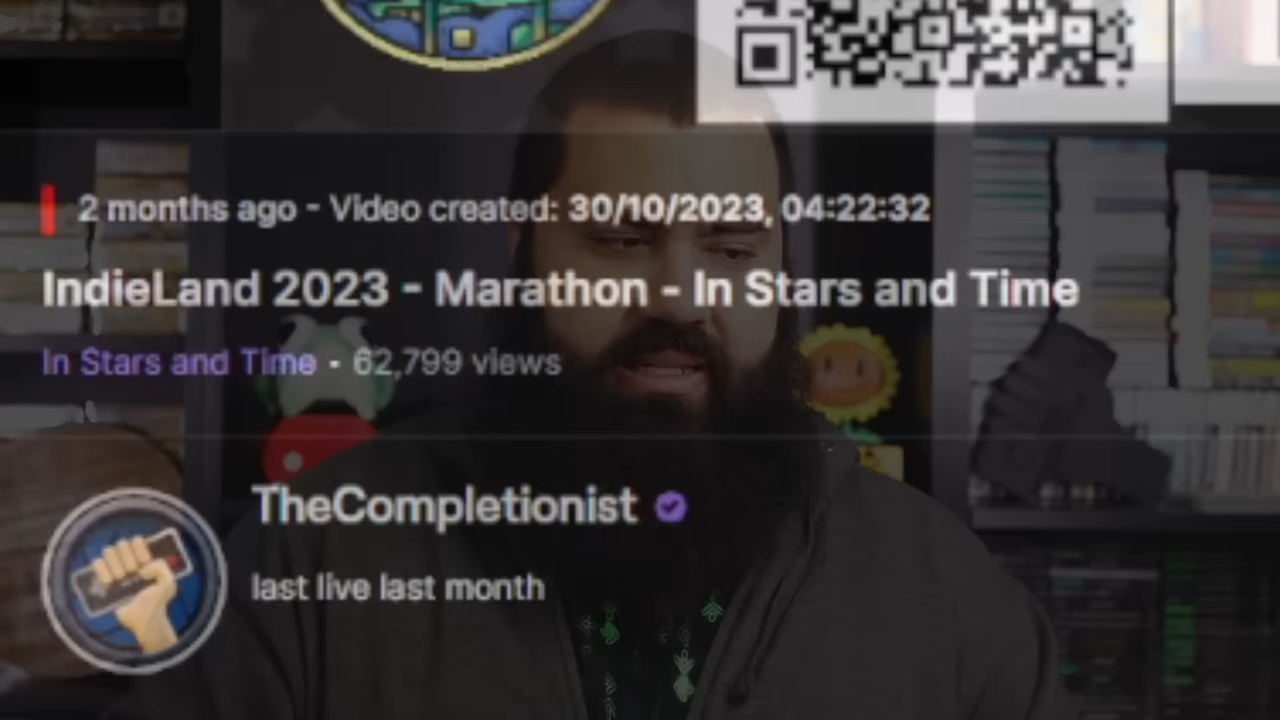 2 months ago - Video created: 30/10/2023, 04:22:32
IndieLand 2023 - Marathon - In Stars and Time
In Stars and Time • 62,799 views
TheCompletionist
last live last month